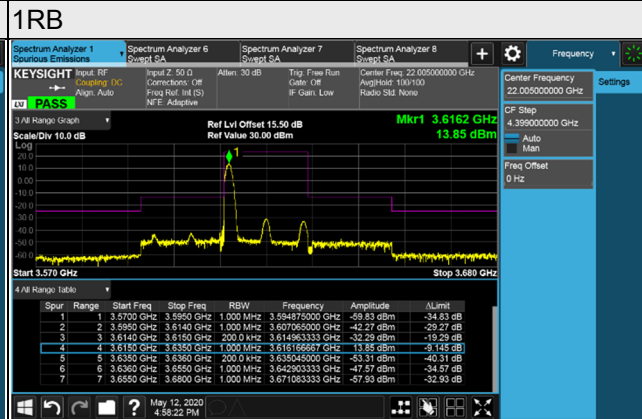 1RB
Spectrum Analyzer 1
Spurious Emissions
Spectrum Analyzer 6
Swept SA
Spectrum Analyzer 7
Swept SA
Spectrum Analyzer 8
Swept SA
+
Frequency
KEYSIGHT
Input: RF
Coupling: DC
Align: Auto
Input Z: 50 Ω
Corrections: Off
Freq Ref: Int (S)
NFE: Adaptive
Atten: 30 dB
Trig: Free Run
Gate: Off
IF Gain: Low
Center Freq: 22.005000000 GHz
Avg|Hold: 100/100
Radio Std: None
LXI PASS
Center Frequency
22.005000000 GHz
Settings
CF Step
4.399000000 GHz
Auto
Man
Freq Offset
0 Hz
3 All Range Graph
Scale/Div 10.0 dB
Ref Lvl Offset 15.50 dB
Ref Value 30.00 dBm
Mkr1 3.6162 GHz
13.85 dBm
Log
20.0
10.0
0.00
-10.0
-20.0
-30.0
-40.0
-50.0
-60.0
1
Start 3.570 GHz
Stop 3.680 GHz
4 All Range Table
Spur Range Start Freq Stop Freq RBW Frequency Amplitude ΔLimit
1 1 3.5700 GHz 3.5950 GHz 1.000 MHz 3.594875000 GHz -59.83 dBm -34.83 dB
2 2 3.5950 GHz 3.6140 GHz 1.000 MHz 3.607065000 GHz -42.27 dBm -29.27 dB
3 3 3.6140 GHz 3.6150 GHz 200.0 kHz 3.614963333 GHz -32.29 dBm -19.29 dB
4 4 3.6150 GHz 3.6350 GHz 1.000 MHz 3.616166667 GHz 13.85 dBm -9.145 dB
5 5 3.6350 GHz 3.6360 GHz 200.0 kHz 3.635045000 GHz -53.31 dBm -40.31 dB
6 6 3.6360 GHz 3.6550 GHz 1.000 MHz 3.642903333 GHz -47.57 dBm -34.57 dB
7 7 3.6550 GHz 3.6800 GHz 1.000 MHz 3.671083333 GHz -57.93 dBm -32.93 dB
?
May 12, 2020
4:58:22 PM